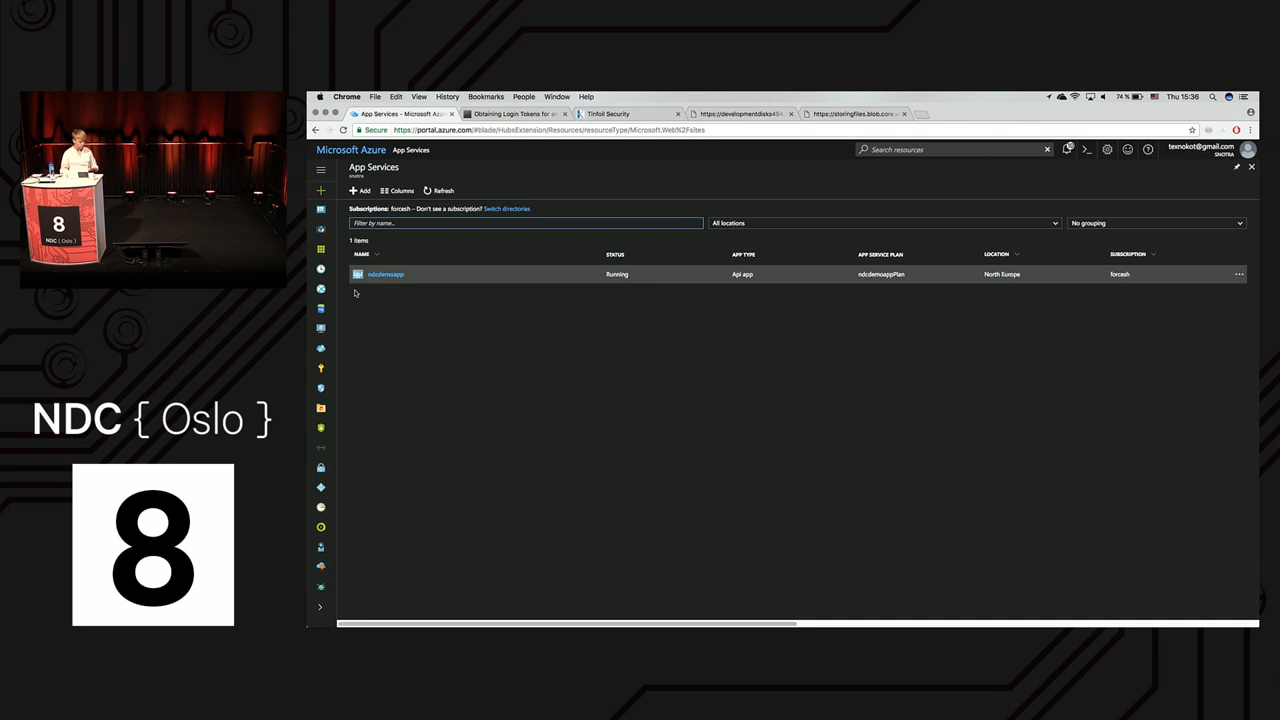 Chrome File Edit View History Bookmarks People Window Help
74 % Thu 15:36
App Services - Microsoft Azure
Obtaining Login Tokens for an
Tinfoil Security
https://developmentdisks494
https://storingfiles.blob.core.w
Secure https://portal.azure.com/#blade/HubsExtension/Resources/resourceType/Microsoft.Web%2Fsites
Microsoft Azure App Services
Search resources
texnokot@gmail.com
SNOTRA
App Services
snotra
Add Columns Refresh
Subscriptions: forcesh – Don't see a subscription? Switch directories
Filter by name...
All locations
No grouping
1 items
NAME STATUS APP TYPE APP SERVICE PLAN LOCATION SUBSCRIPTION
ndcdemoapp Running Api app ndcdemoappPlan North Europe forcesh
8
NDC { Oslo }
NDC { Oslo }
8